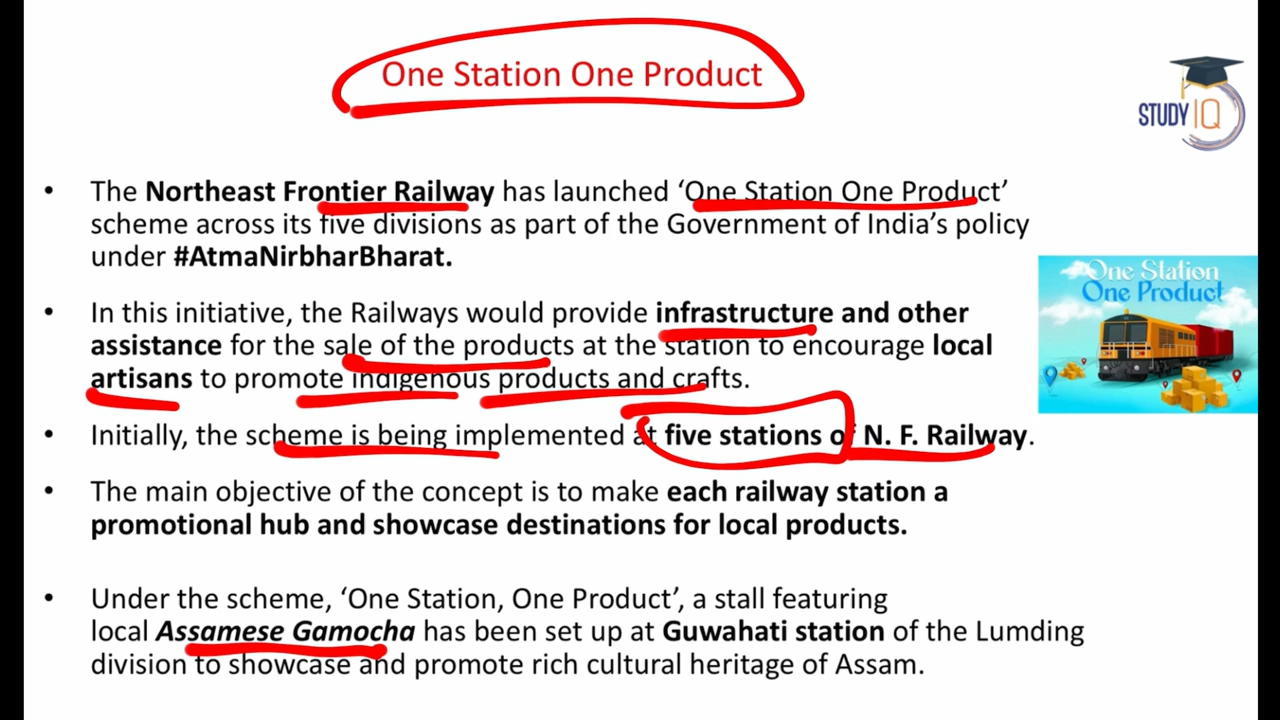 One Station One Product
STUDY IQ
• The Northeast Frontier Railway has launched ‘One Station One Product’
scheme across its five divisions as part of the Government of India’s policy
under #AtmaNirbharBharat.
One Station
One Product
• In this initiative, the Railways would provide infrastructure and other
assistance for the sale of the products at the station to encourage local
artisans to promote indigenous products and crafts.
• Initially, the scheme is being implemented at five stations of N. F. Railway.
• The main objective of the concept is to make each railway station a
promotional hub and showcase destinations for local products.
• Under the scheme, ‘One Station, One Product’, a stall featuring
local Assamese Gamocha has been set up at Guwahati station of the Lumding
division to showcase and promote rich cultural heritage of Assam.